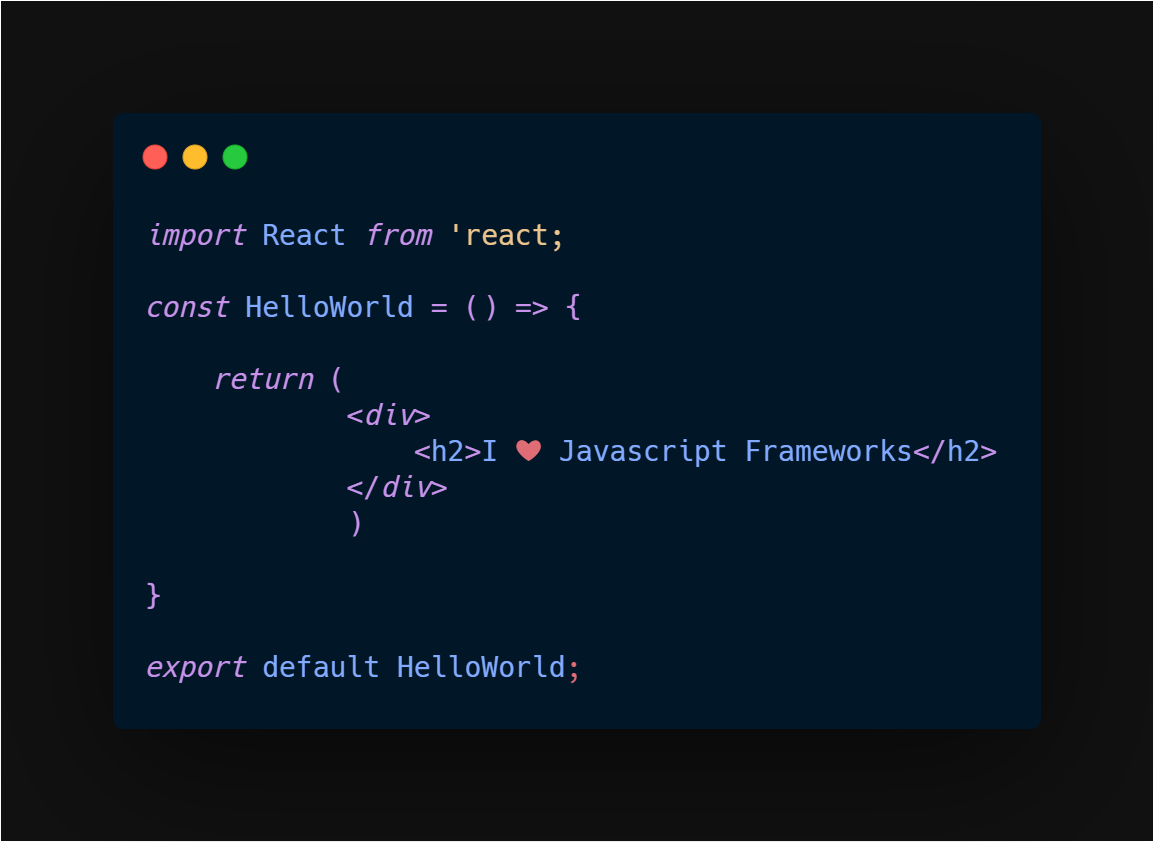 import React from 'react;
const HelloWorld = () => {
return (
<div>
<h2>I ❤ Javascript Frameworks</h2>
</div>
)
}
export default HelloWorld;